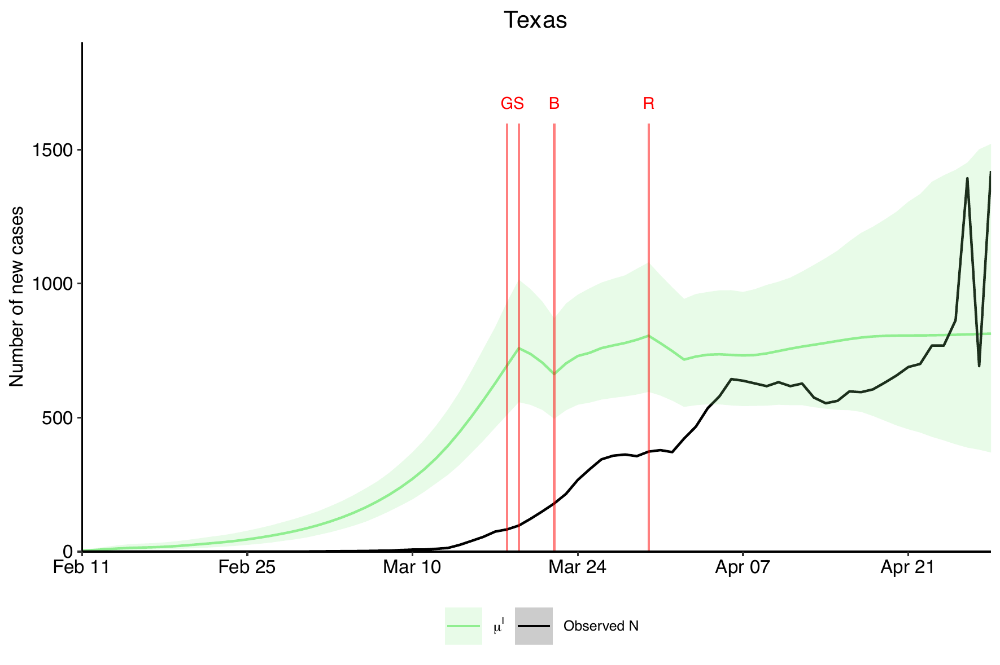 Texas
Number of new cases
1500
1000
500
0
G S B R
Feb 11 Feb 25 Mar 10 Mar 24 Apr 07 Apr 21
μᴵ Observed N